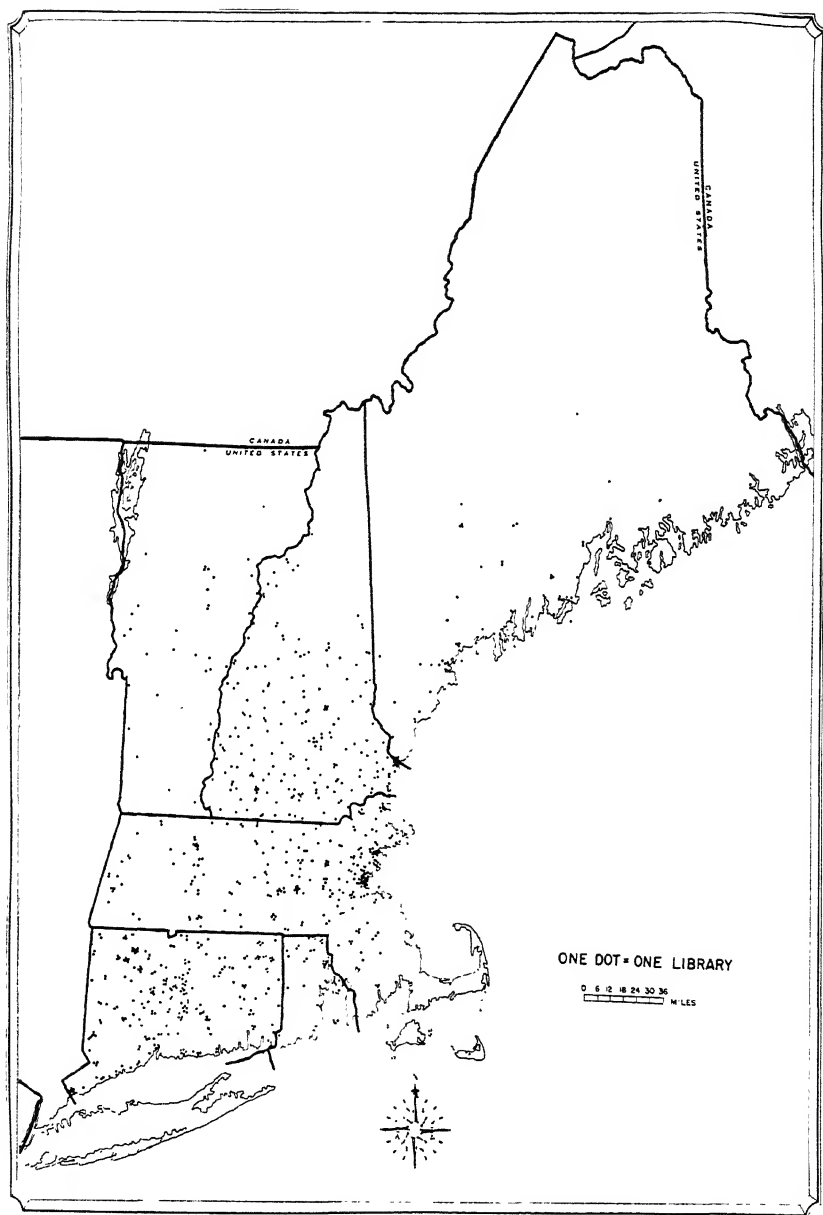 CANADA
UNITED STATES
CANADA
UNITED STATES
ONE DOT = ONE LIBRARY
0 6 12 18 24 30 36
MILES